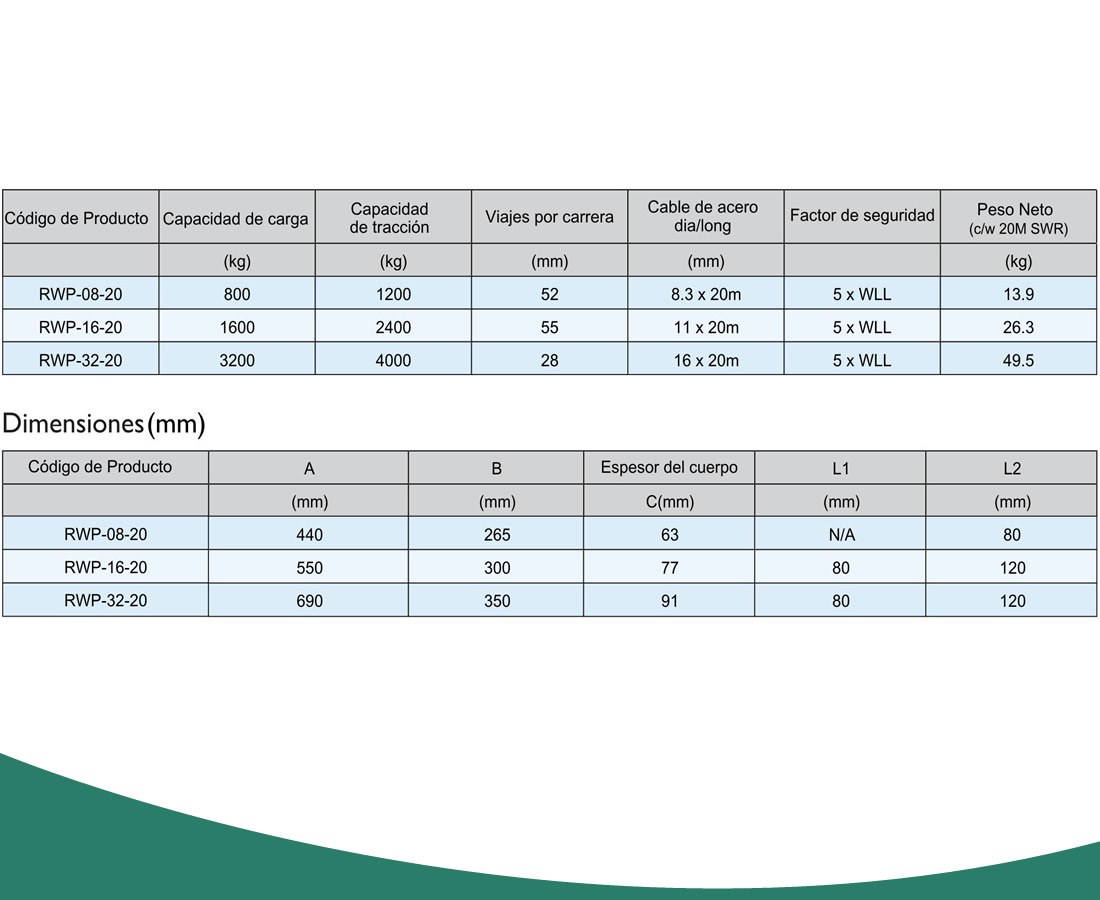 Código de Producto Capacidad de carga Capacidad de tracción Viajes por carrera Cable de acero dia/long Factor de seguridad Peso Neto (c/w 20M SWR)
(kg) (kg) (mm) (mm) (kg)
RWP-08-20 800 1200 52 8.3 x 20m 5 x WLL 13.9
RWP-16-20 1600 2400 55 11 x 20m 5 x WLL 26.3
RWP-32-20 3200 4000 28 16 x 20m 5 x WLL 49.5
Dimensiones (mm)
Código de Producto A B Espesor del cuerpo L1 L2
(mm) (mm) C(mm) (mm) (mm)
RWP-08-20 440 265 63 N/A 80
RWP-16-20 550 300 77 80 120
RWP-32-20 690 350 91 80 120